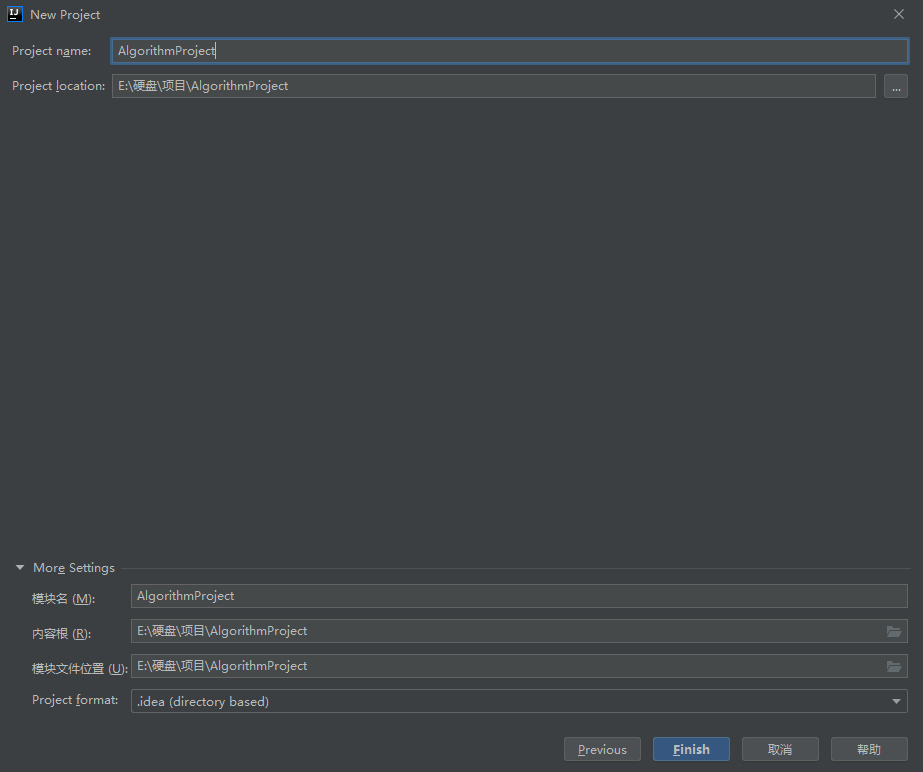 IJ
New Project
Project name: AlgorithmProject
Project location: E:\硬盘\项目\AlgorithmProject ...
More Settings
模块名 (M): AlgorithmProject
内容根 (R): E:\硬盘\项目\AlgorithmProject
模块文件位置 (U): E:\硬盘\项目\AlgorithmProject
Project format: .idea (directory based)
Previous Finish 取消 帮助